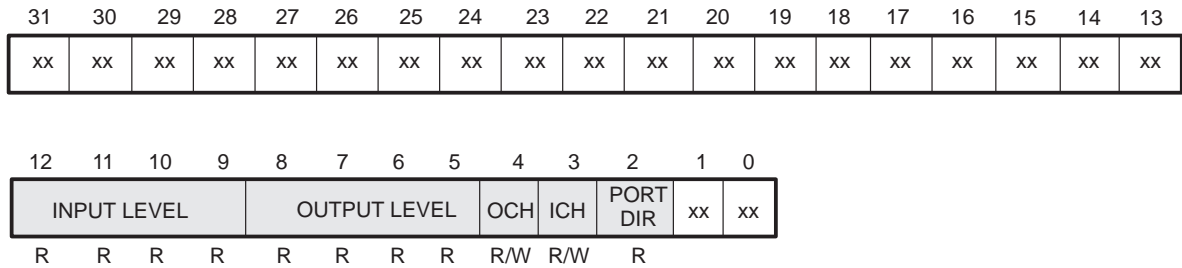 31 30 29 28 27 26 25 24 23 22 21 20 19 18 17 16 15 14 13
xx xx xx xx xx xx xx xx xx xx xx xx xx xx xx xx xx xx xx
12 11 10 9 8 7 6 5 4 3 2 1 0
INPUT LEVEL OUTPUT LEVEL OCH ICH PORT DIR xx xx
R R R R R R R R R/W R/W R